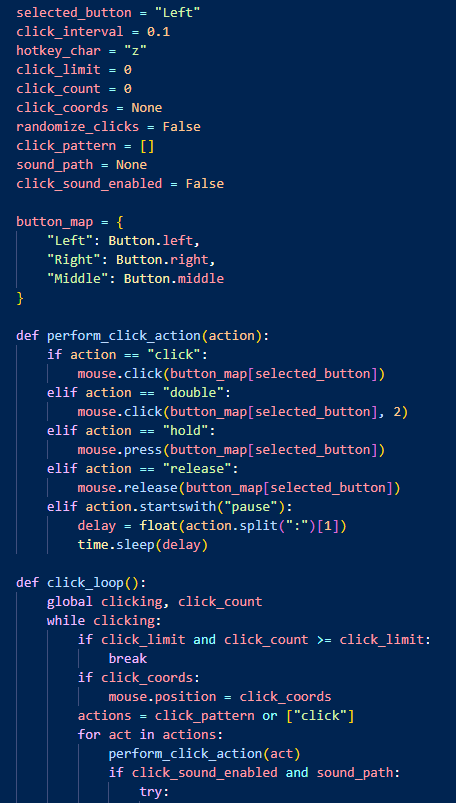 selected_button = "Left"
click_interval = 0.1
hotkey_char = "z"
click_limit = 0
click_count = 0
click_coords = None
randomize_clicks = False
click_pattern = []
sound_path = None
click_sound_enabled = False

button_map = {
    "Left": Button.left,
    "Right": Button.right,
    "Middle": Button.middle
}

def perform_click_action(action):
    if action == "click":
        mouse.click(button_map[selected_button])
    elif action == "double":
        mouse.click(button_map[selected_button], 2)
    elif action == "hold":
        mouse.press(button_map[selected_button])
    elif action == "release":
        mouse.release(button_map[selected_button])
    elif action.startswith("pause"):
        delay = float(action.split(":")[1])
        time.sleep(delay)

def click_loop():
    global clicking, click_count
    while clicking:
        if click_limit and click_count >= click_limit:
            break
        if click_coords:
            mouse.position = click_coords
        actions = click_pattern or ["click"]
        for act in actions:
            perform_click_action(act)
            if click_sound_enabled and sound_path:
                try: